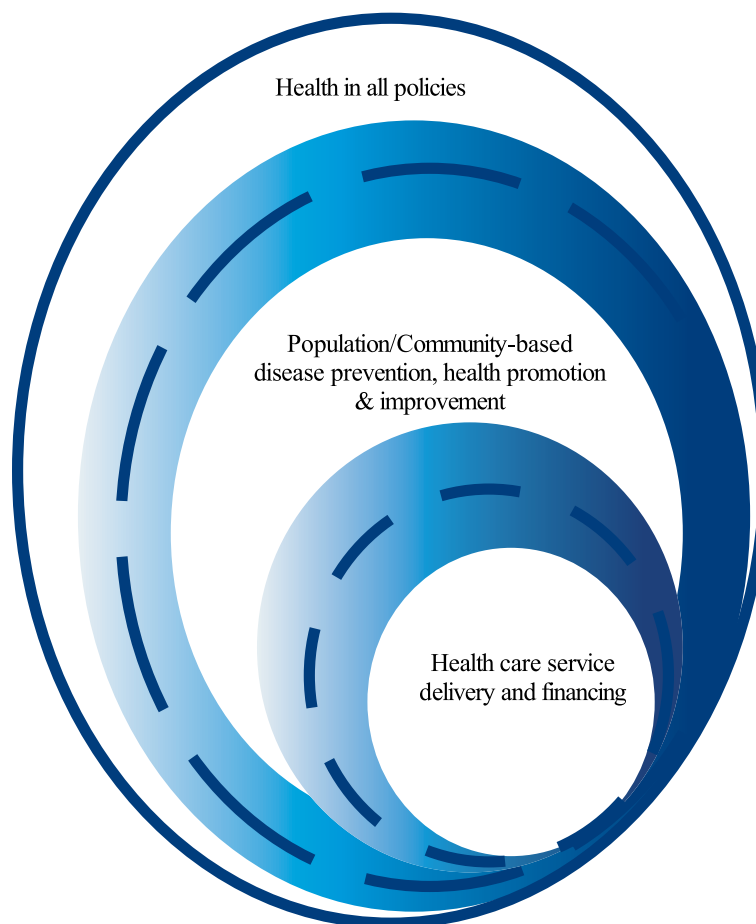 Health in all policies
Population/Community-based
disease prevention, health promotion
& improvement
Health care service
delivery and financing